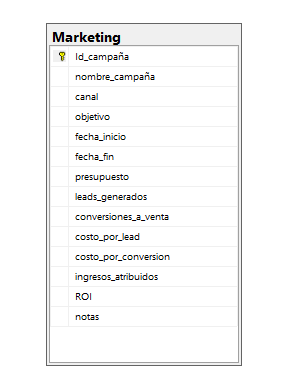 Marketing
Id_campaña
nombre_campaña
canal
objetivo
fecha_inicio
fecha_fin
presupuesto
leads_generados
conversiones_a_venta
costo_por_lead
costo_por_conversion
ingresos_atribuidos
ROI
notas